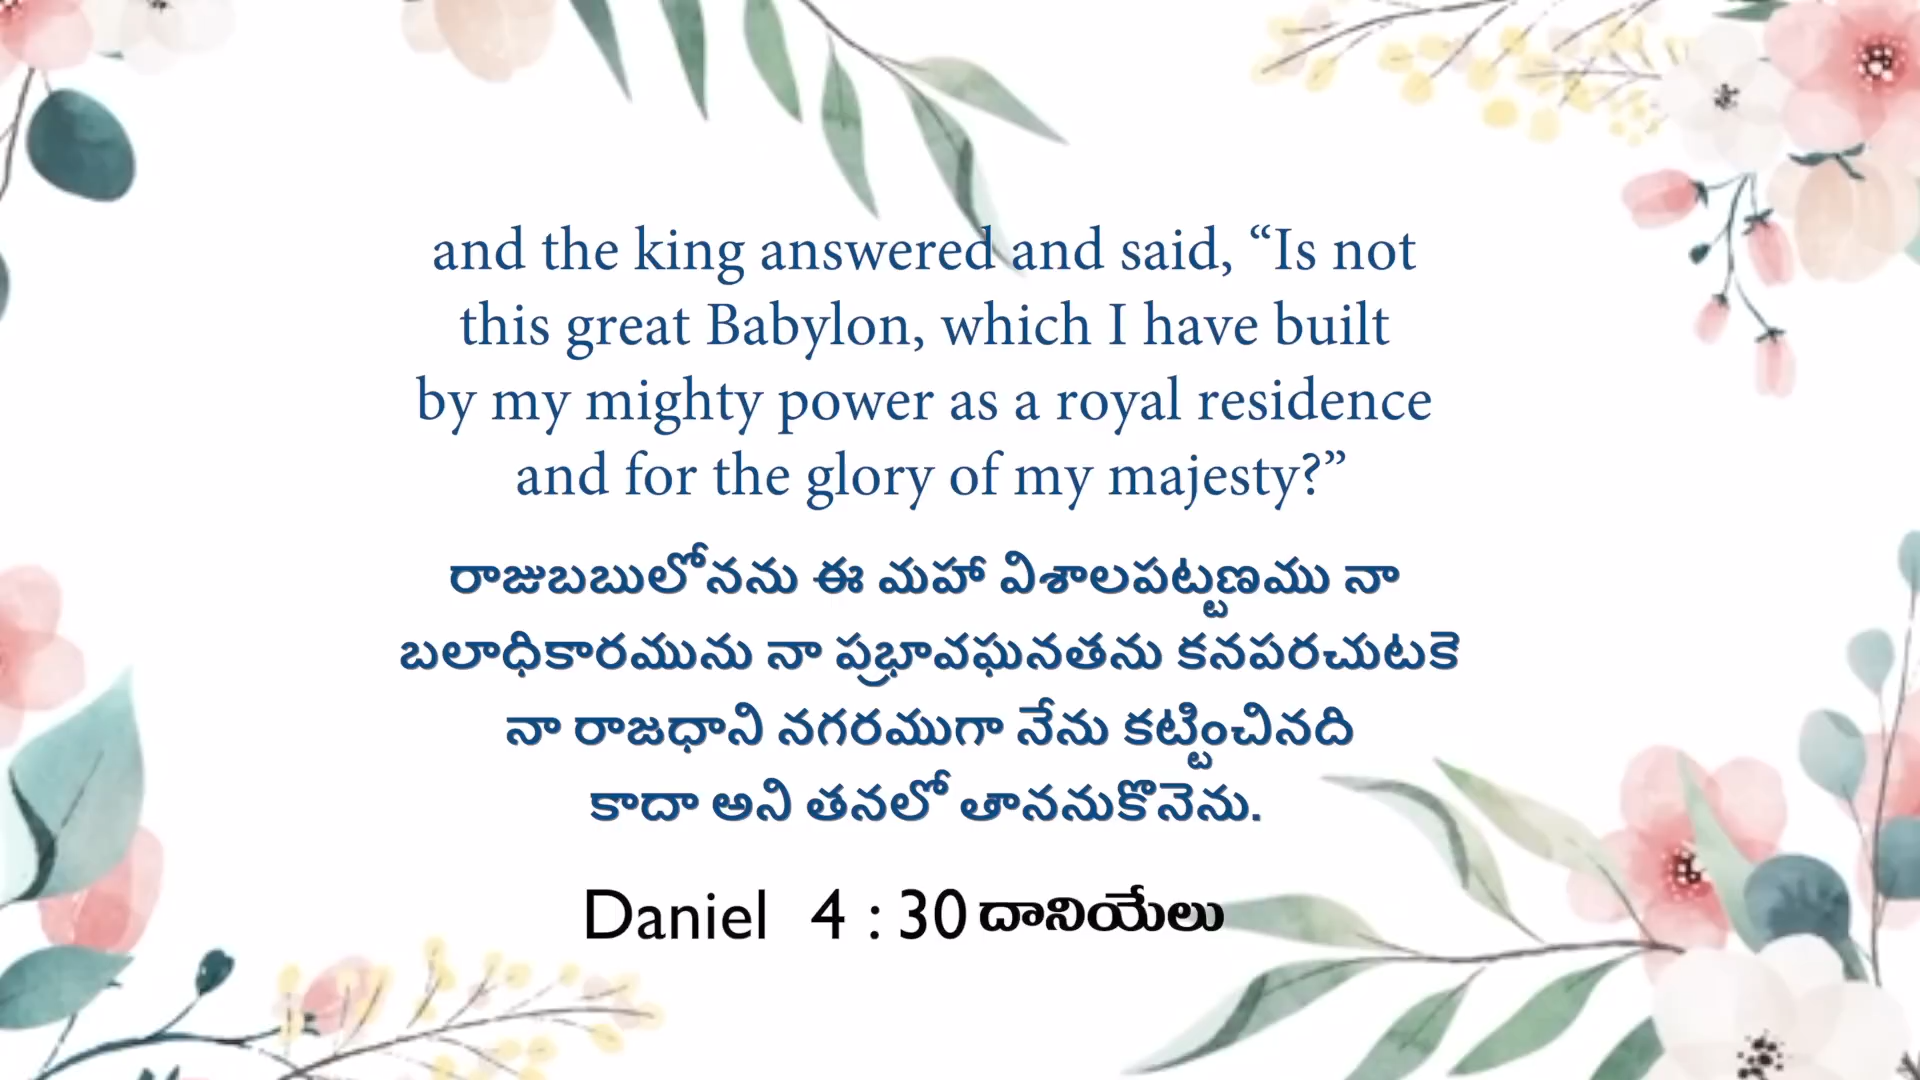 and the king answered and said, “Is not
this great Babylon, which I have built
by my mighty power as a royal residence
and for the glory of my majesty?”
రాజుబబులోనను ఈ మహా విశాలపట్టణము నా
బలాధికారమును నా ప్రభావఘనతను కనపరచుటకె
నా రాజధాని నగరముగా నేను కట్టించినది
కాదా అని తనలో తాననుకొనెను.
Daniel 4 : 30 దానియేలు